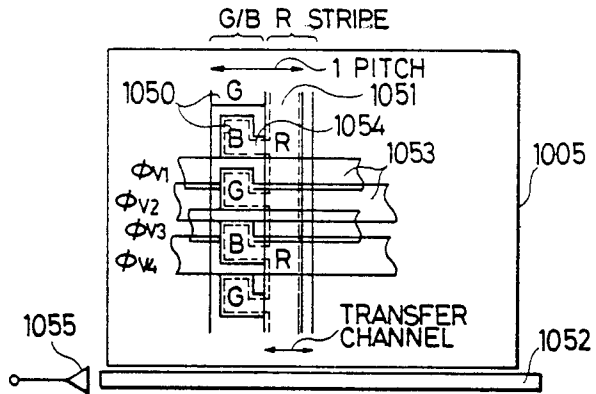 G/B R STRIPE
1 PITCH
1050 G 1051
B 1054
R
1053
ΦV1
G
1005
ΦV2
ΦV3
B
R
ΦV4
G
TRANSFER
CHANNEL
1055
1052